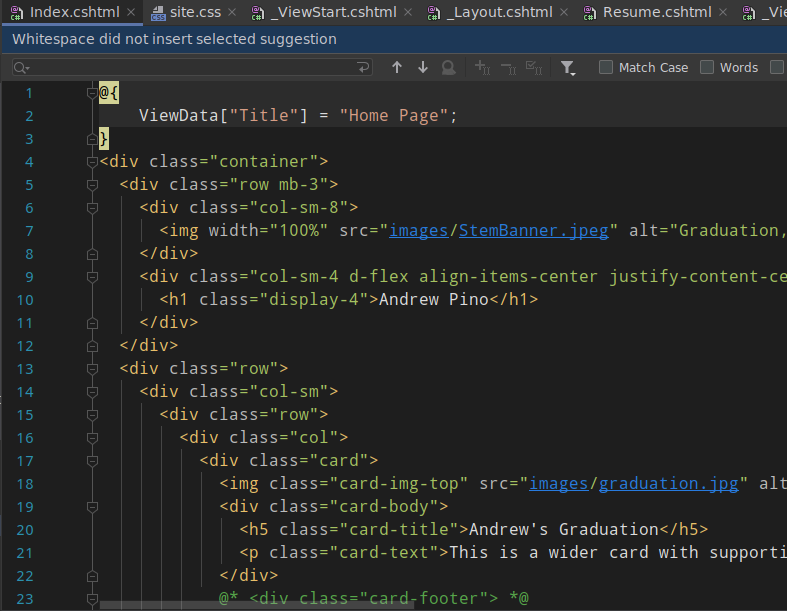 Index.cshtml × site.css × _ViewStart.cshtml × _Layout.cshtml × Resume.cshtml × _Vi
Whitespace did not insert selected suggestion
Match Case Words
1 @{
2 ViewData["Title"] = "Home Page";
3 }
4 <div class="container">
5 <div class="row mb-3">
6 <div class="col-sm-8">
7 <img width="100%" src="images/StemBanner.jpeg" alt="Graduation,
8 </div>
9 <div class="col-sm-4 d-flex align-items-center justify-content-ce
10 <h1 class="display-4">Andrew Pino</h1>
11 </div>
12 </div>
13 <div class="row">
14 <div class="col-sm">
15 <div class="row">
16 <div class="col">
17 <div class="card">
18 <img class="card-img-top" src="images/graduation.jpg" alt
19 <div class="card-body">
20 <h5 class="card-title">Andrew's Graduation</h5>
21 <p class="card-text">This is a wider card with supporti
22 </div>
23 @* <div class="card-footer"> *@